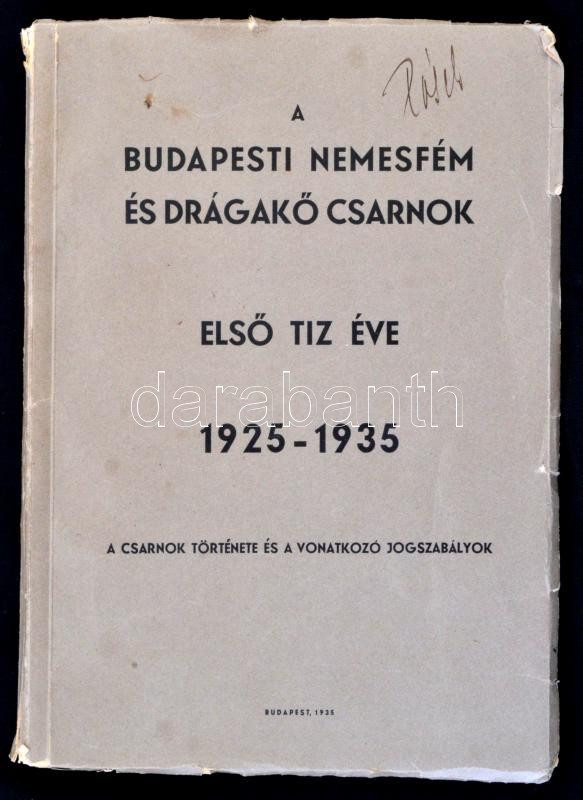 A
BUDAPESTI NEMESFÉM
ÉS DRÁGAKŐ CSARNOK
ELSŐ TIZ ÉVE
darabanth
1925-1935
A CSARNOK TÖRTÉNETE ÉS A VONATKOZÓ JOGSZABÁLYOK
BUDAPEST, 1935